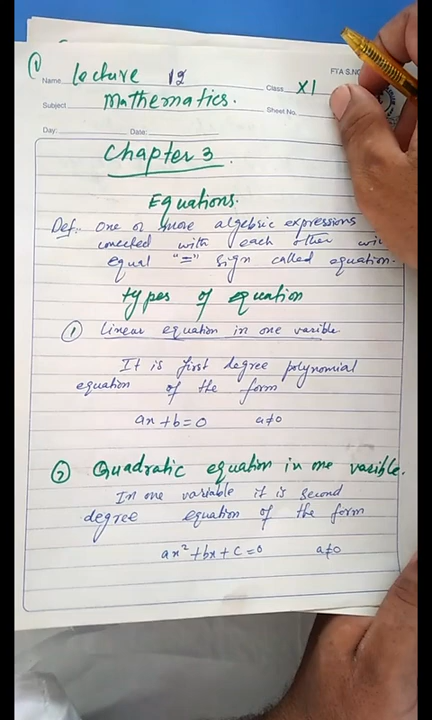 ①
Name Lecture 12 Class XI FTA S.NO
Subject Mathematics. Sheet No.
Day: Date:
Chapter 3
Equations.
Def:- One or more algebsic expressions
conected with each other wi
equal "=" sign called equation.
types of equation
① Linear equation in one varible
It is first degree polynomial
equation of the form
ax+b=0 a≠0
② Quadratic equation in one varible.
In one variable it is second
degree equation of the form
ax²+bx+c=0 a≠0